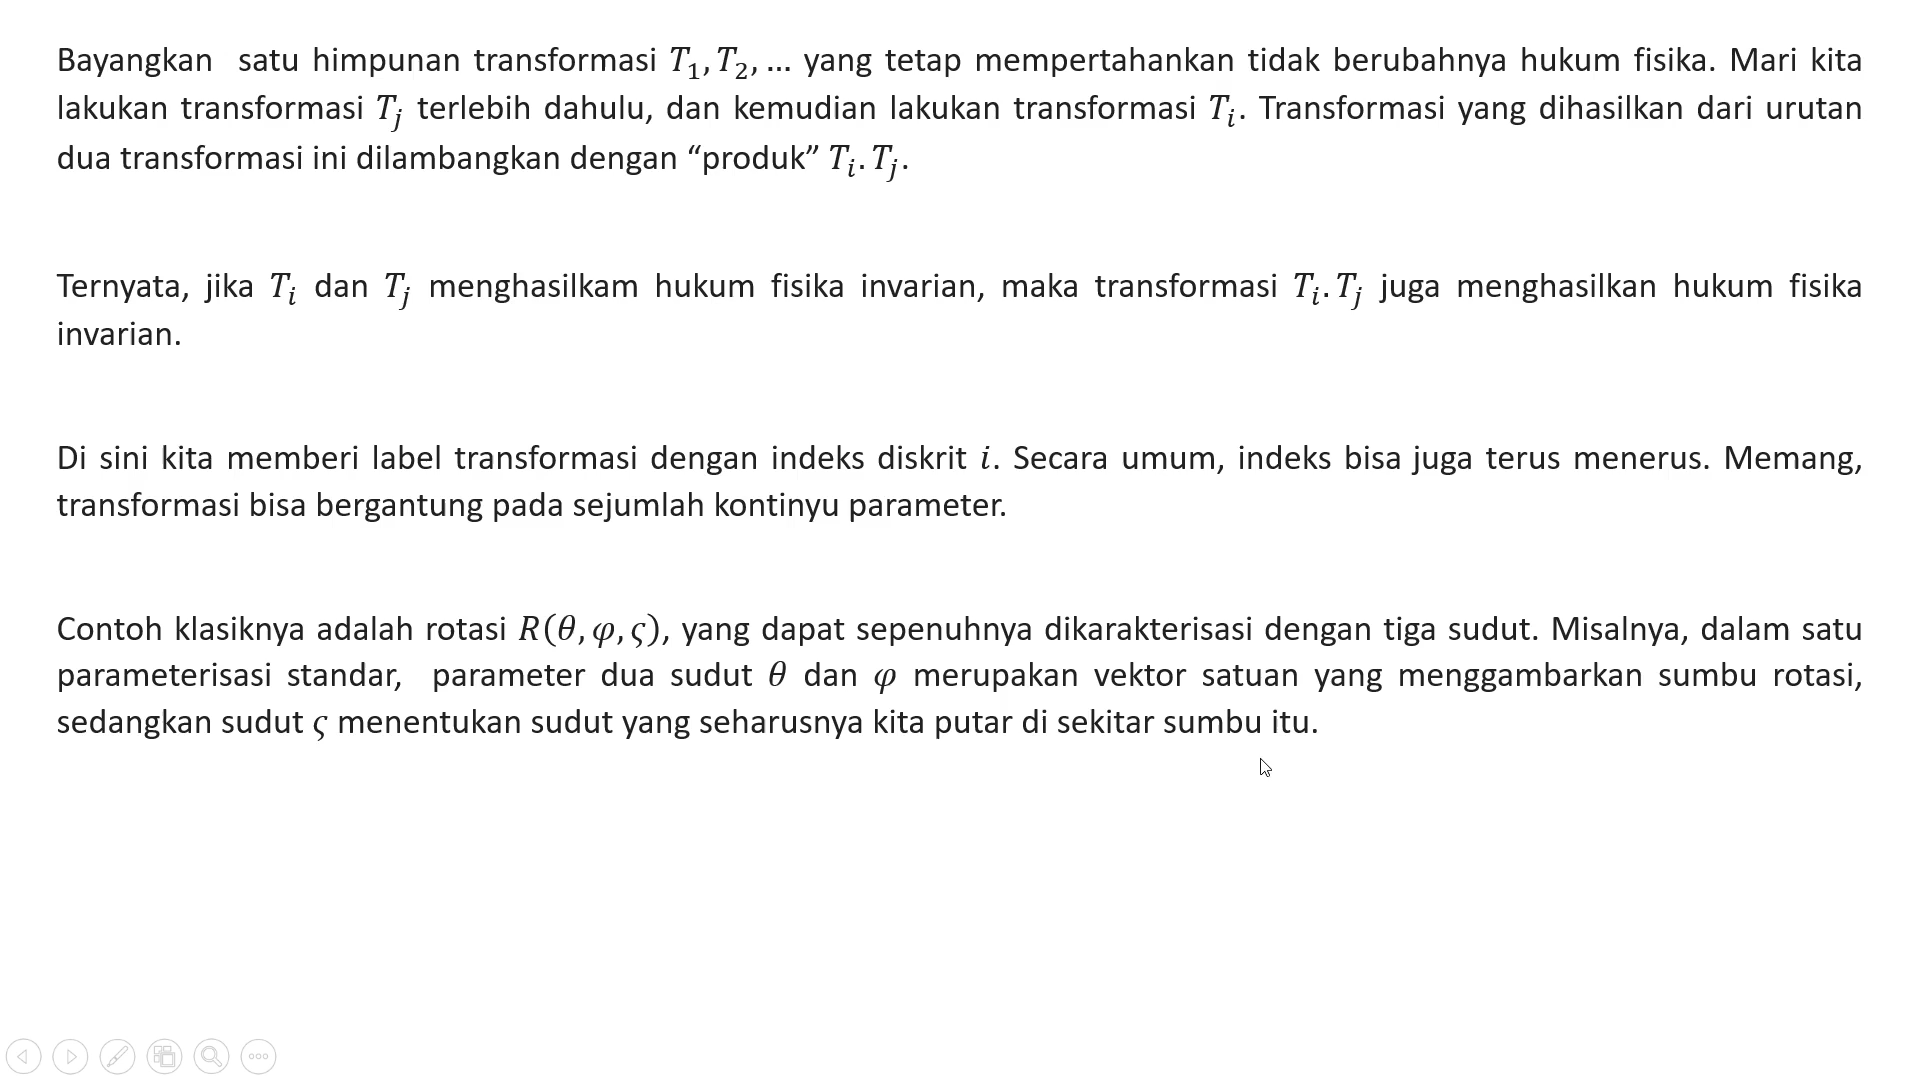 Bayangkan satu himpunan transformasi T₁, T₂, … yang tetap mempertahankan tidak berubahnya hukum fisika. Mari kita
lakukan transformasi Tⱼ terlebih dahulu, dan kemudian lakukan transformasi Tᵢ. Transformasi yang dihasilkan dari urutan
dua transformasi ini dilambangkan dengan “produk” Tᵢ. Tⱼ.
Ternyata, jika Tᵢ dan Tⱼ menghasilkam hukum fisika invarian, maka transformasi Tᵢ. Tⱼ juga menghasilkan hukum fisika
invarian.
Di sini kita memberi label transformasi dengan indeks diskrit i. Secara umum, indeks bisa juga terus menerus. Memang,
transformasi bisa bergantung pada sejumlah kontinyu parameter.
Contoh klasiknya adalah rotasi R(θ, φ, ς), yang dapat sepenuhnya dikarakterisasi dengan tiga sudut. Misalnya, dalam satu
parameterisasi standar, parameter dua sudut θ dan φ merupakan vektor satuan yang menggambarkan sumbu rotasi,
sedangkan sudut ς menentukan sudut yang seharusnya kita putar di sekitar sumbu itu.